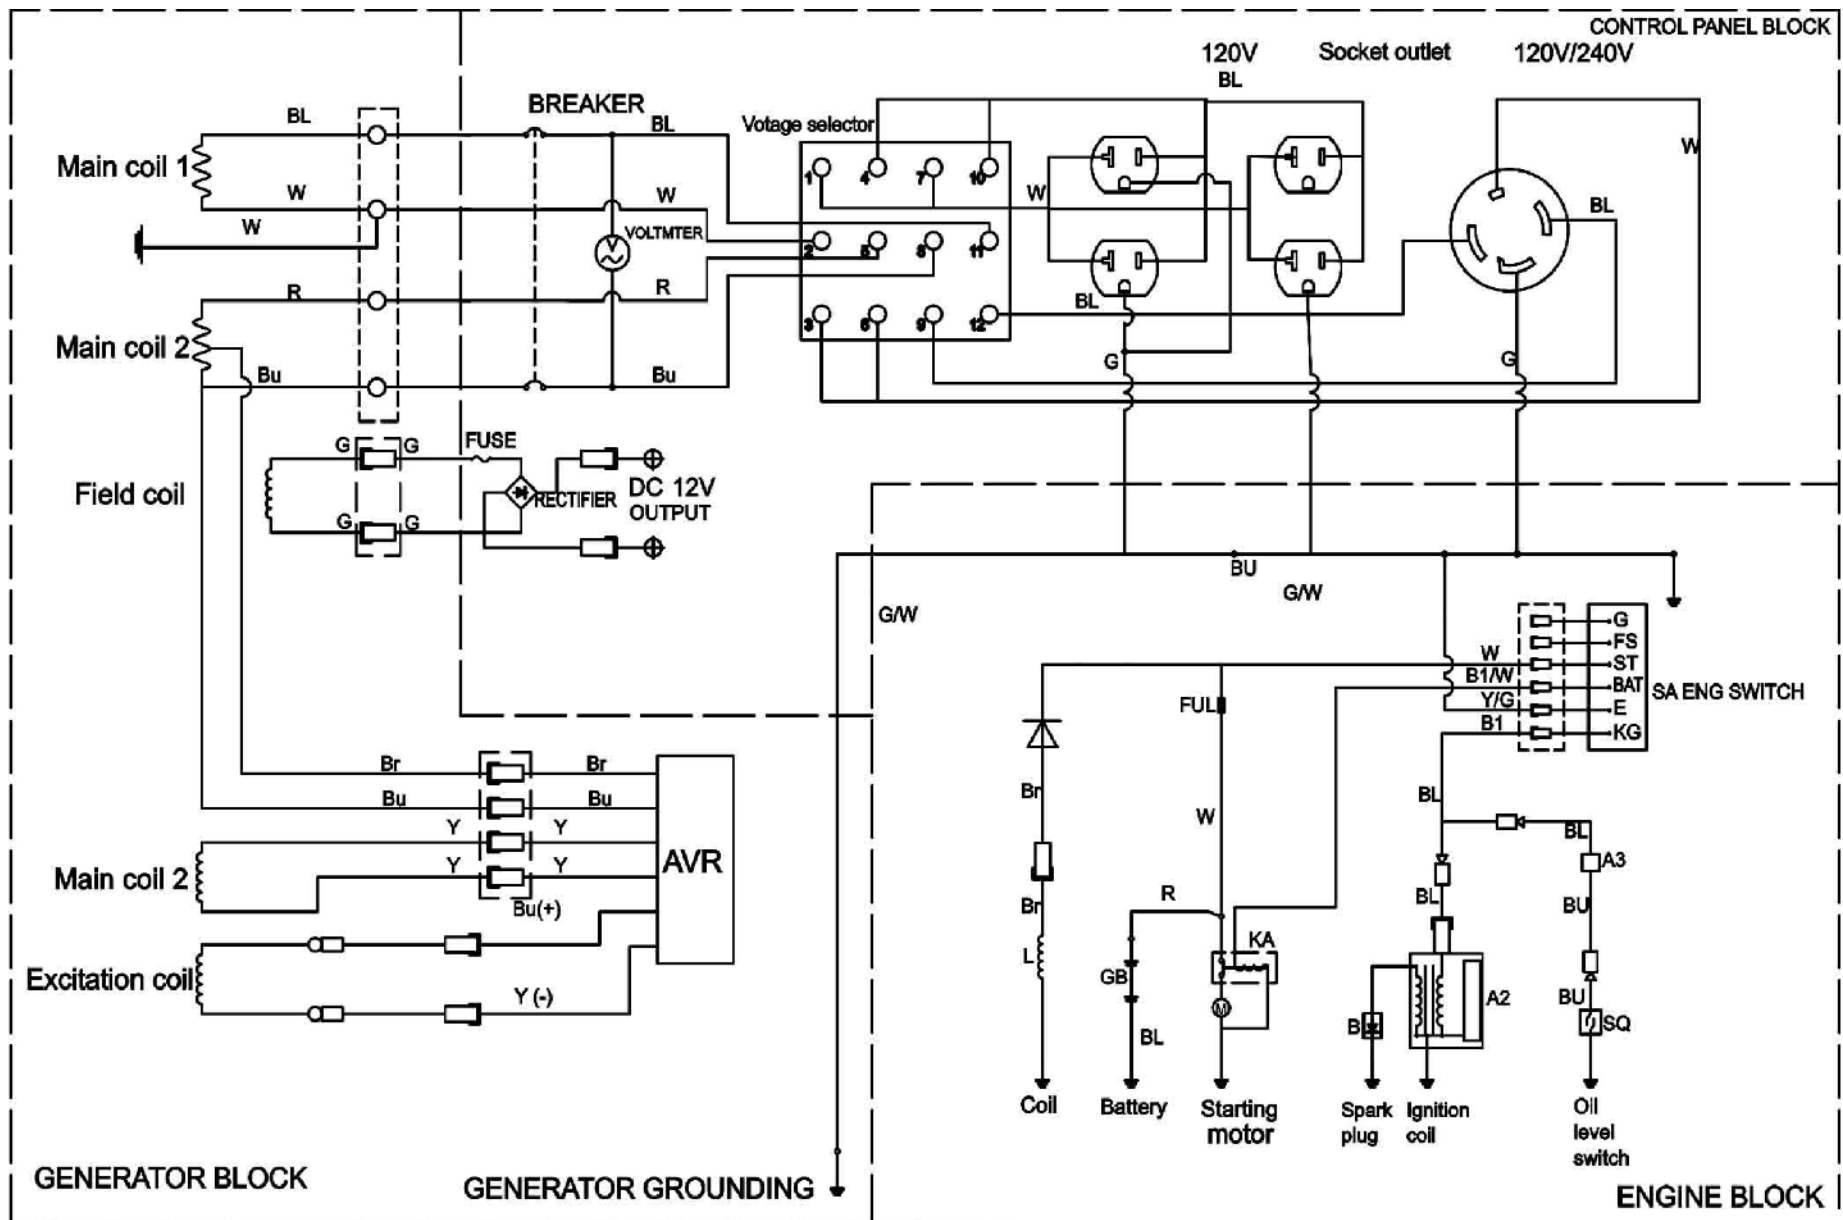 CONTROL PANEL BLOCK
120V Socket outlet 120V/240V
BL
BREAKER
BL
BL
Votage selector
Main coil 1
W
1 4 7 10
W
W
W
W
BL
W
VOLTMTER
V
2 5 8 11
R
R
BL
3 6 9 12
Main coil 2
Bu
Bu
G
G
G
G
FUSE
Field coil
RECTIFIER
DC 12V
OUTPUT
G
G
BU
G/W
G/W
G
FS
W
ST
B1/W
BAT
Y/G
E
B1
KG
SA ENG SWITCH
FUL
Br
Br
Bu
Bu
Y
Y
Y
Y
AVR
Main coil 2
Bu(+)
Excitation coil
Y (-)
Br
W
BL
BL
A3
R
Br
BL
BU
L
KA
GB
M
BL
B
A2
BU
SQ
Coil
Battery
Starting
motor
Spark
plug
Ignition
coil
Oil
level
switch
GENERATOR BLOCK
GENERATOR GROUNDING
ENGINE BLOCK